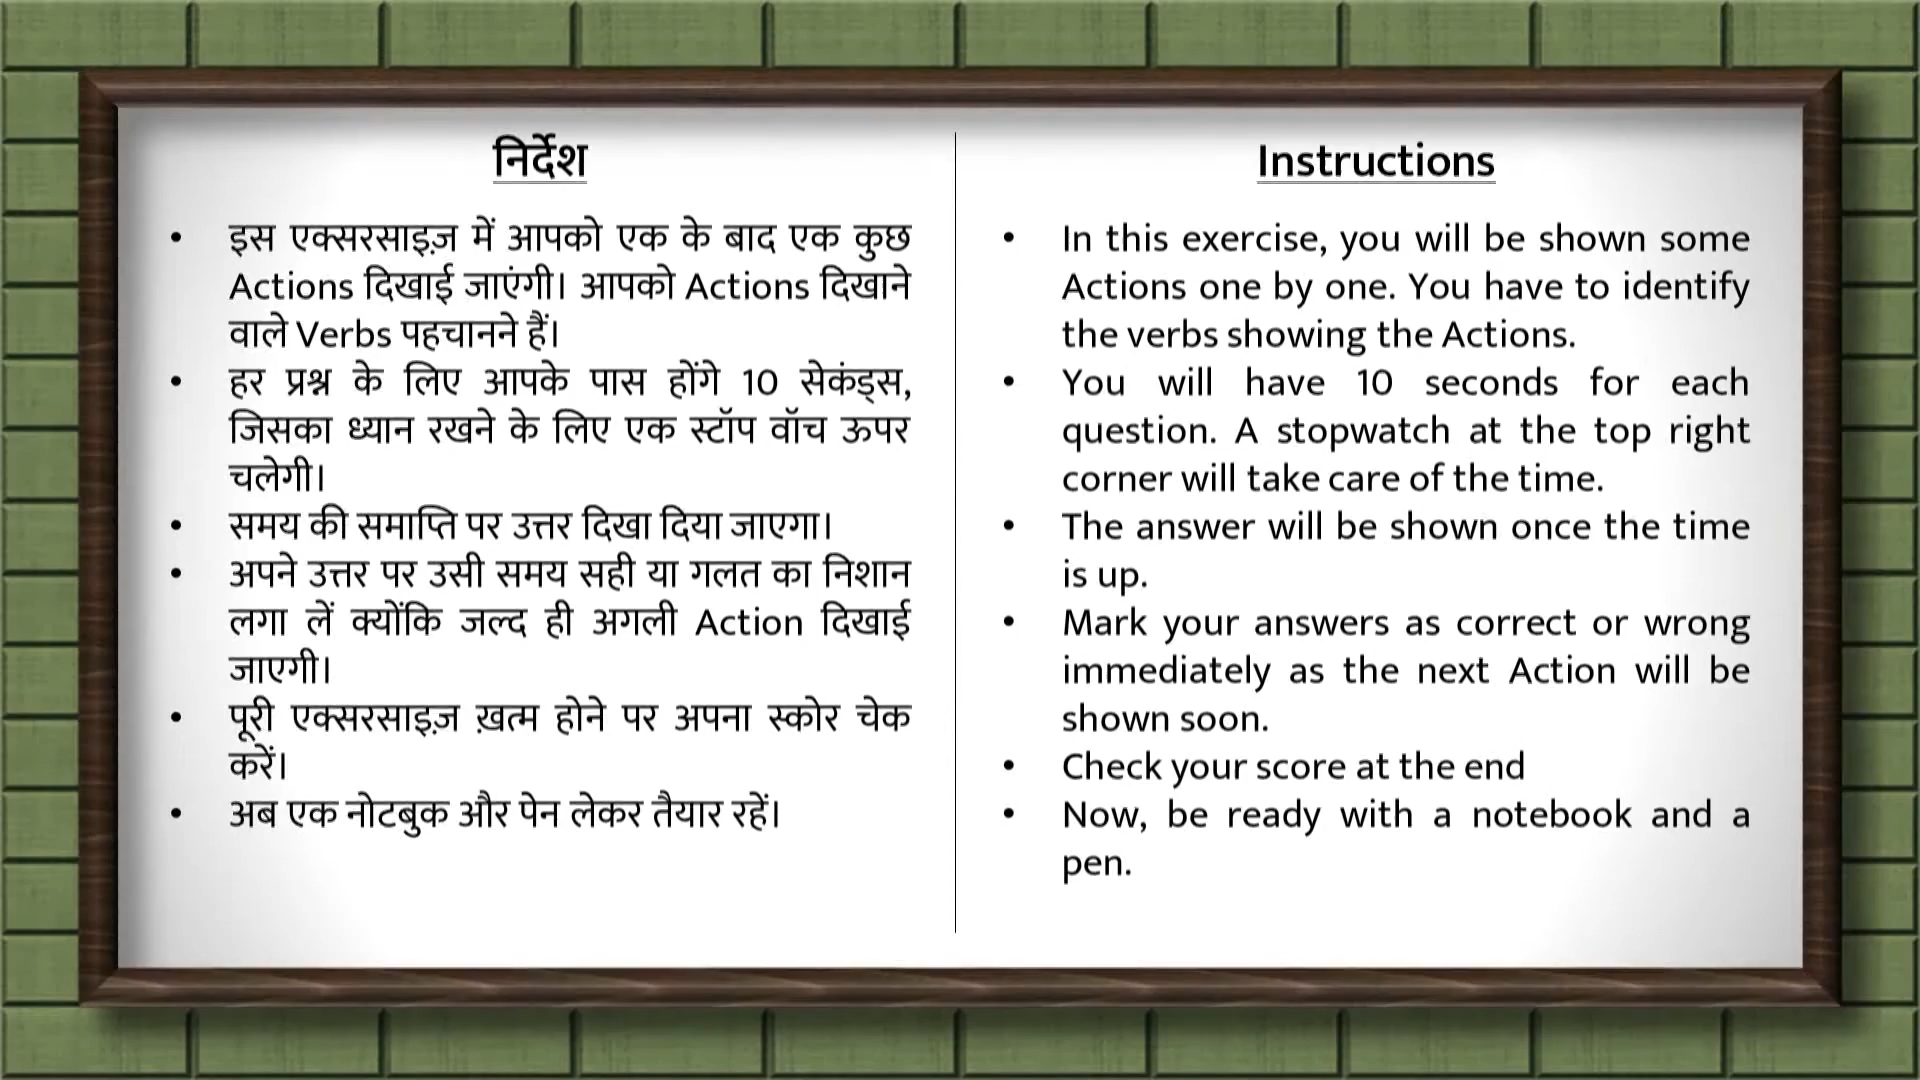 निर्देश
• इस एक्सरसाइज़ में आपको एक के बाद एक कुछ
Actions दिखाई जाएंगी। आपको Actions दिखाने
वाले Verbs पहचानने हैं।
• हर प्रश्न के लिए आपके पास होंगे 10 सेकंड्स,
जिसका ध्यान रखने के लिए एक स्टॉप वॉच ऊपर
चलेगी।
• समय की समाप्ति पर उत्तर दिखा दिया जाएगा।
• अपने उत्तर पर उसी समय सही या गलत का निशान
लगा लें क्योंकि जल्द ही अगली Action दिखाई
जाएगी।
• पूरी एक्सरसाइज़ ख़त्म होने पर अपना स्कोर चेक
करें।
• अब एक नोटबुक और पेन लेकर तैयार रहें।
Instructions
• In this exercise, you will be shown some
Actions one by one. You have to identify
the verbs showing the Actions.
• You will have 10 seconds for each
question. A stopwatch at the top right
corner will take care of the time.
• The answer will be shown once the time
is up.
• Mark your answers as correct or wrong
immediately as the next Action will be
shown soon.
• Check your score at the end
• Now, be ready with a notebook and a
pen.